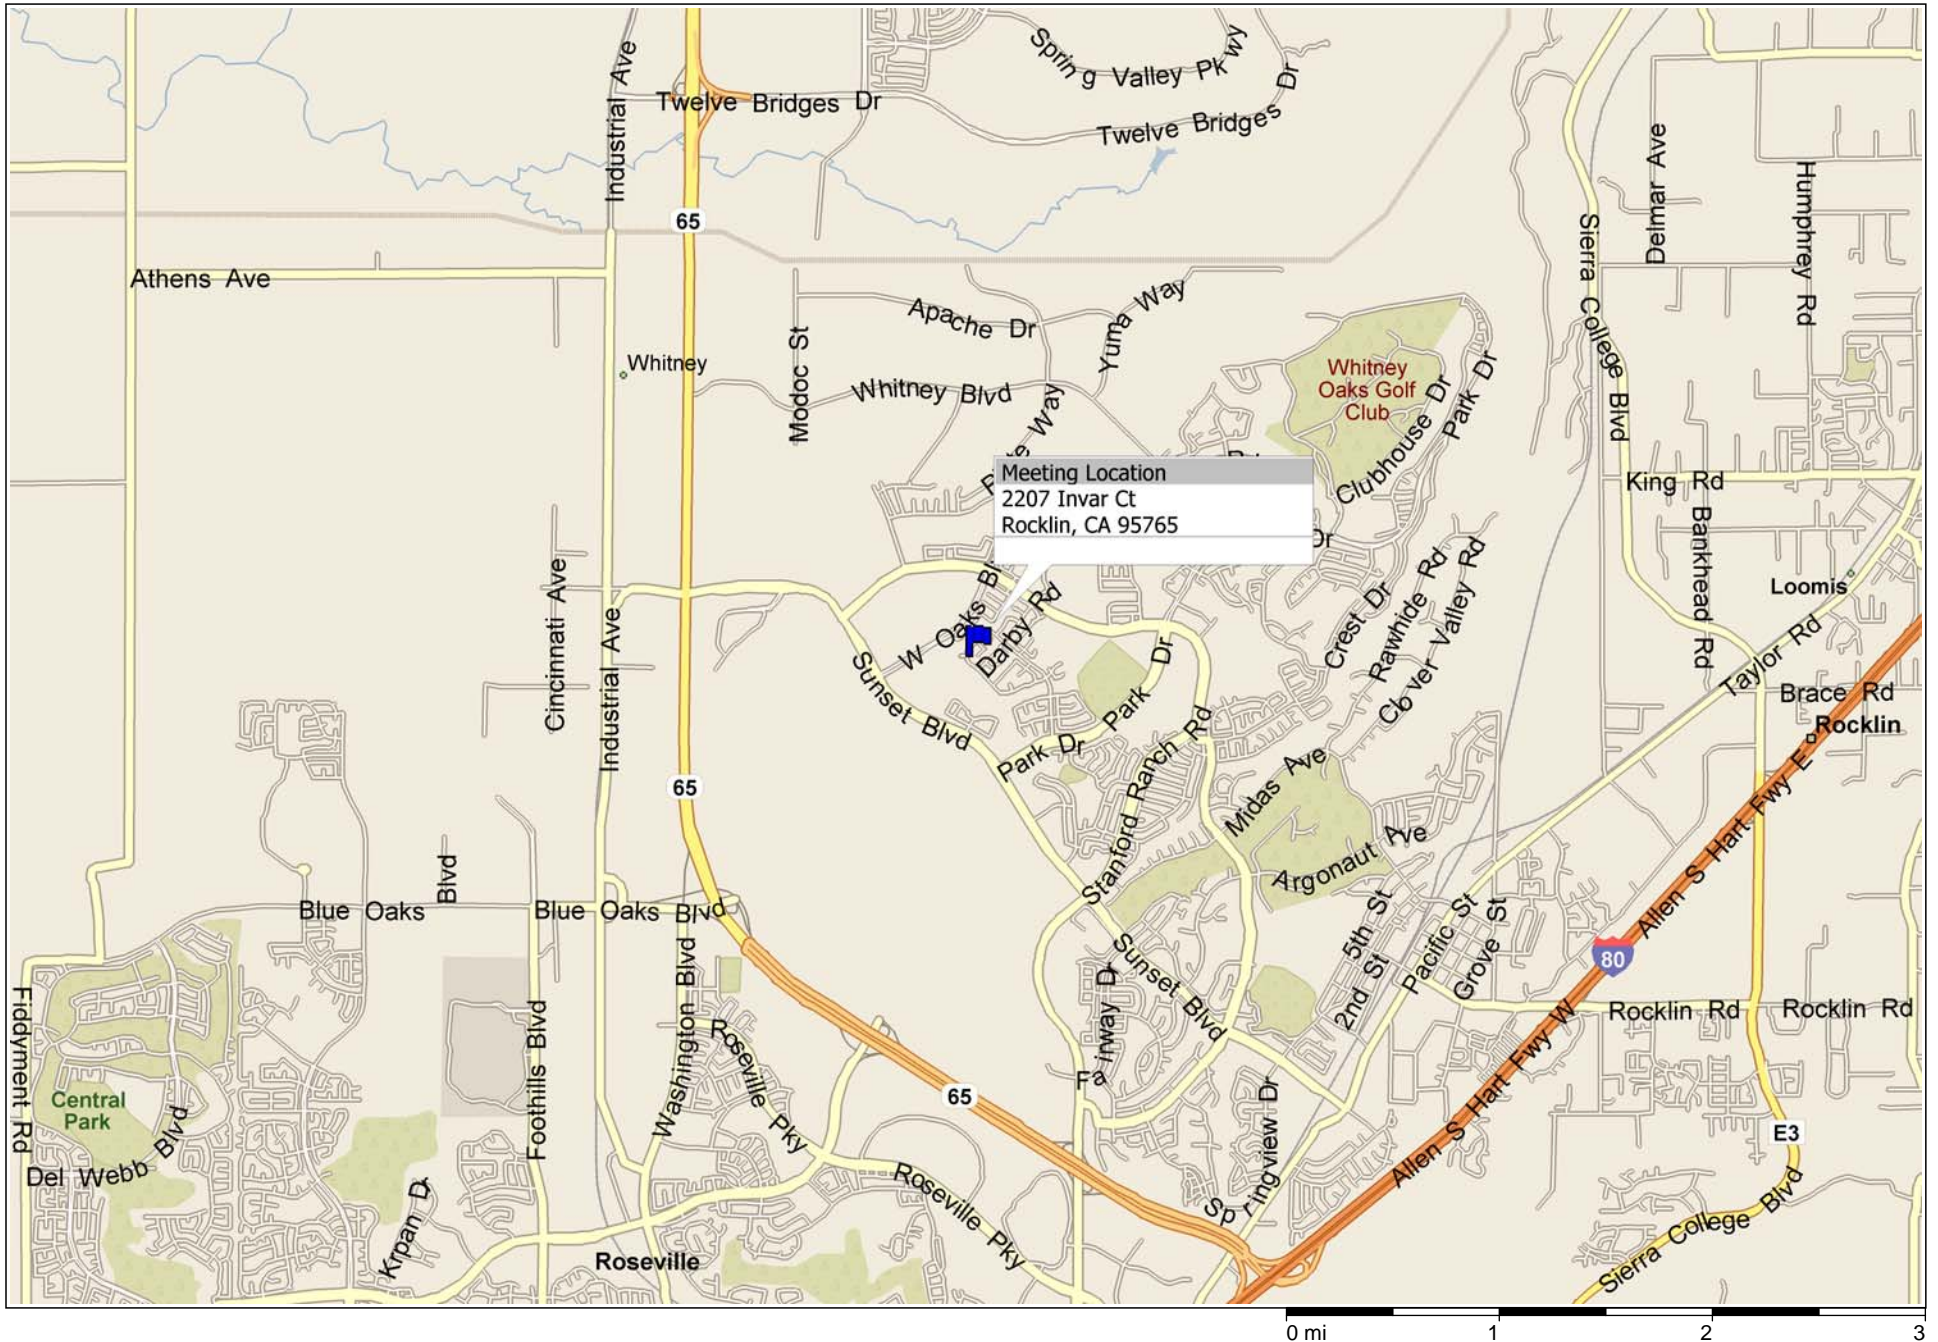 Spring Valley Pkwy
Industrial Ave
Twelve Bridges Dr
Twelve Bridges Dr
Delmar Ave
Humphrey Rd
65
Sierra College Blvd
Athens Ave
Apache Dr
Yuma Way
Modoc St
Whitney
Whitney Blvd
Whitney
Oaks Golf
Club
Clubhouse Dr
Park Dr
Way
Meeting Location
2207 Invar Ct
Rocklin, CA 95765
Dr
King Rd
Bankhead Rd
Loomis
Cincinnati Ave
Industrial Ave
W Oaks
Darby Rd
Crest Dr
Rawhide Rd
Clover Valley Rd
Taylor Rd
Brace Rd
Rocklin
Sunset Blvd
Park Dr
Park Dr
Stanford Ranch Rd
Midas Ave
65
Argonaut Ave
Allen S Hart Fwy E
Blvd
Blue Oaks
Blue Oaks Blvd
5th St
2nd St
Pacific St
Grove St
80
Sunset Blvd
Fairway Dr
Washington Blvd
Foothills Blvd
Fiddyment Rd
Roseville Pky
Rocklin Rd
Rocklin Rd
Allen S Hart Fwy W
65
Central
Park
Del Webb Blvd
Krpan D
Springview Dr
E3
Roseville Pky
Roseville
Sierra College Blvd
0 mi 1 2 3